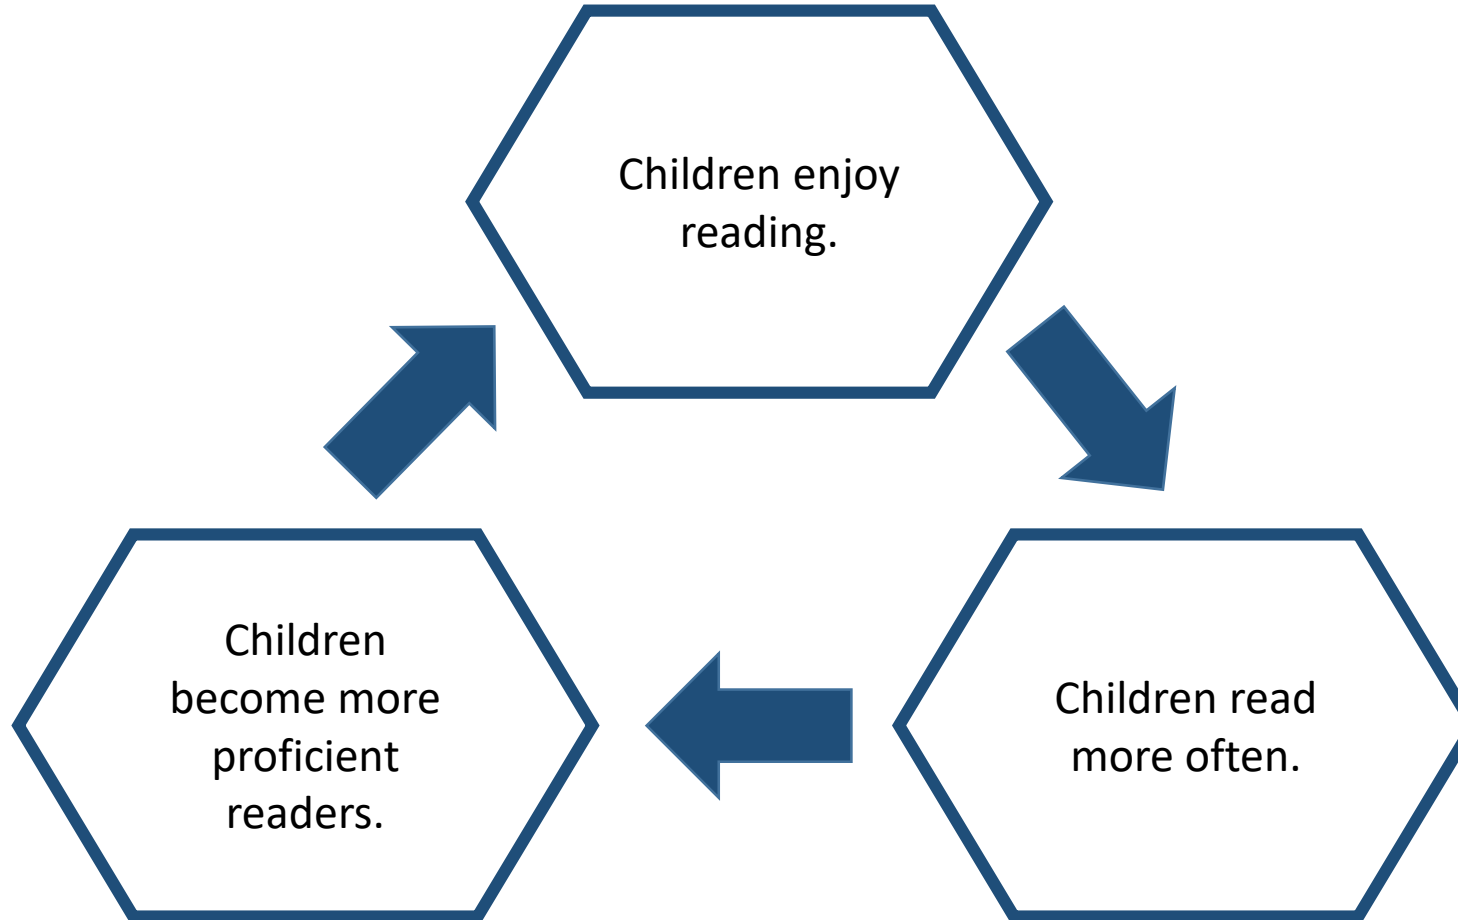 Children enjoy
reading.
Children read
more often.
Children
become more
proficient
readers.